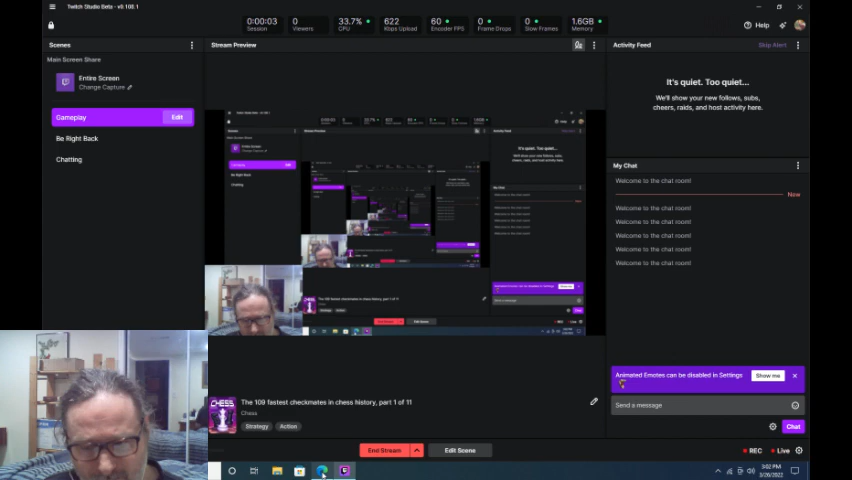 Twitch Studio Beta - v0.108.1
0:00:03
Session
0
Viewers
33.7%
CPU
622
Kbps Upload
60
Encoder FPS
0
Frame Drops
0
Slow Frames
1.6GB
Memory
Help
Scenes
Main Screen Share
Entire Screen
Change Capture
Gameplay
Edit
Be Right Back
Chatting
Stream Preview
Activity Feed
Skip Alert
It's quiet. Too quiet...
We'll show your new follows, subs,
cheers, raids, and host activity here.
My Chat
Welcome to the chat room!
New
Welcome to the chat room!
Welcome to the chat room!
Welcome to the chat room!
Welcome to the chat room!
Welcome to the chat room!
Animated Emotes can be disabled in Settings
Show me
Send a message
Chat
CHESS
The 109 fastest checkmates in chess history, part 1 of 11
Chess
Strategy
Action
End Stream
Edit Scene
REC
Live
3:02 PM
3/26/2022